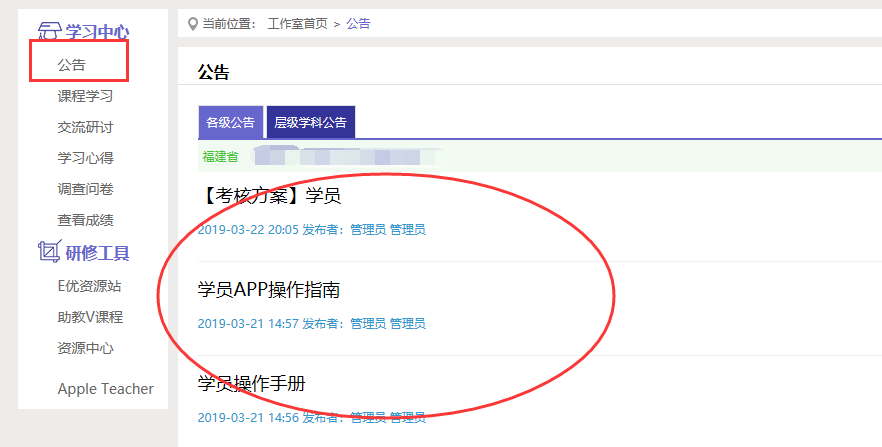 学习中心
公告
课程学习
交流研讨
学习心得
调查问卷
查看成绩
研修工具
E优资源站
助教V课程
资源中心
Apple Teacher
当前位置： 工作室首页 > 公告
公告
各级公告 层级学科公告
福建省
【考核方案】学员
2019-03-22 20:05 发布者：管理员 管理员
学员APP操作指南
2019-03-21 14:57 发布者：管理员 管理员
学员操作手册
2019-03-21 14:56 发布者：管理员 管理员